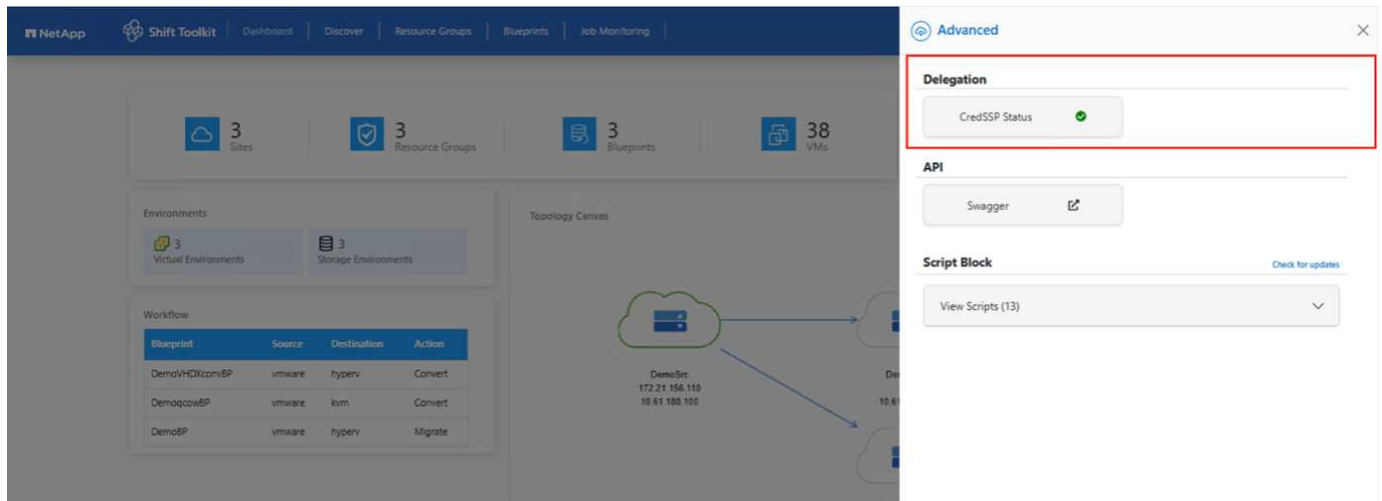 NetApp
Shift Toolkit
Dashboard
Discover
Resource Groups
Blueprints
Job Monitoring
3
Sites
3
Resource Groups
3
Blueprints
38
VMs
Environments
3
Virtual Environments
3
Storage Environments
Workflow
Blueprint Source Destination Action
DemoVHDXconvBP vmware hyperv Convert
DemoqcowBP vmware kvm Convert
DemoBP vmware hyperv Migrate
Topology Canvas
DemoSrc
172.21.156.110
10.61.180.100
De
10.61
Advanced
Delegation
CredSSP Status
API
Swagger
Script Block
Check for updates
View Scripts (13)